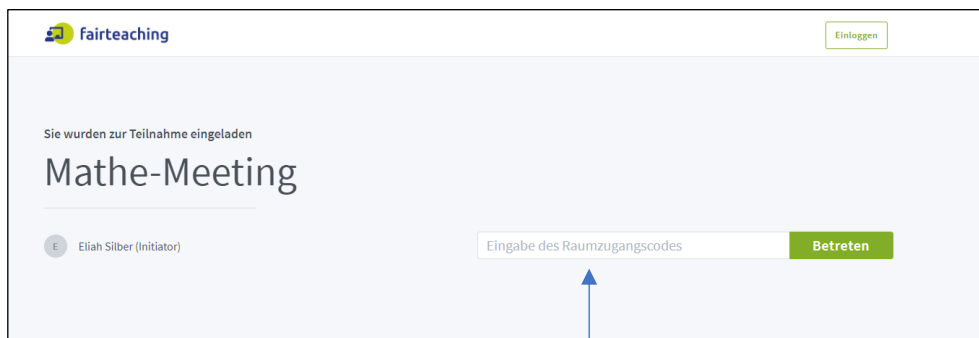 fairteaching
Einloggen
Sie wurden zur Teilnahme eingeladen
Mathe-Meeting
E Eliah Silber (Initiator)
Eingabe des Raumzugangscodes Betreten